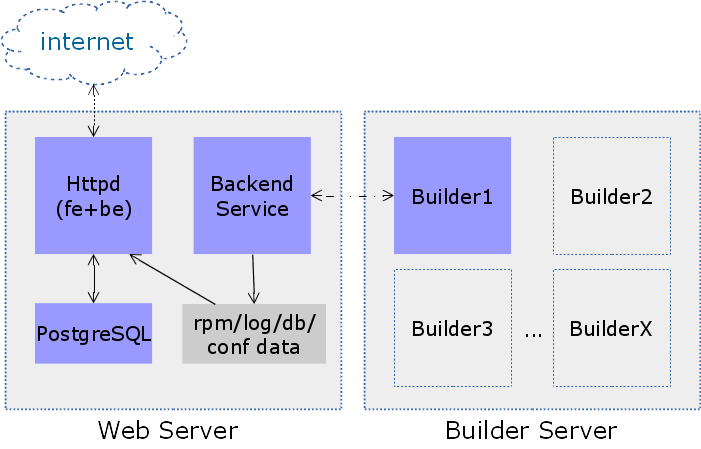 internet
Httpd
(fe+be)
Backend
Service
Builder1
Builder2
PostgreSQL
rpm/log/db/
conf data
Builder3
...
BuilderX
Web Server
Builder Server